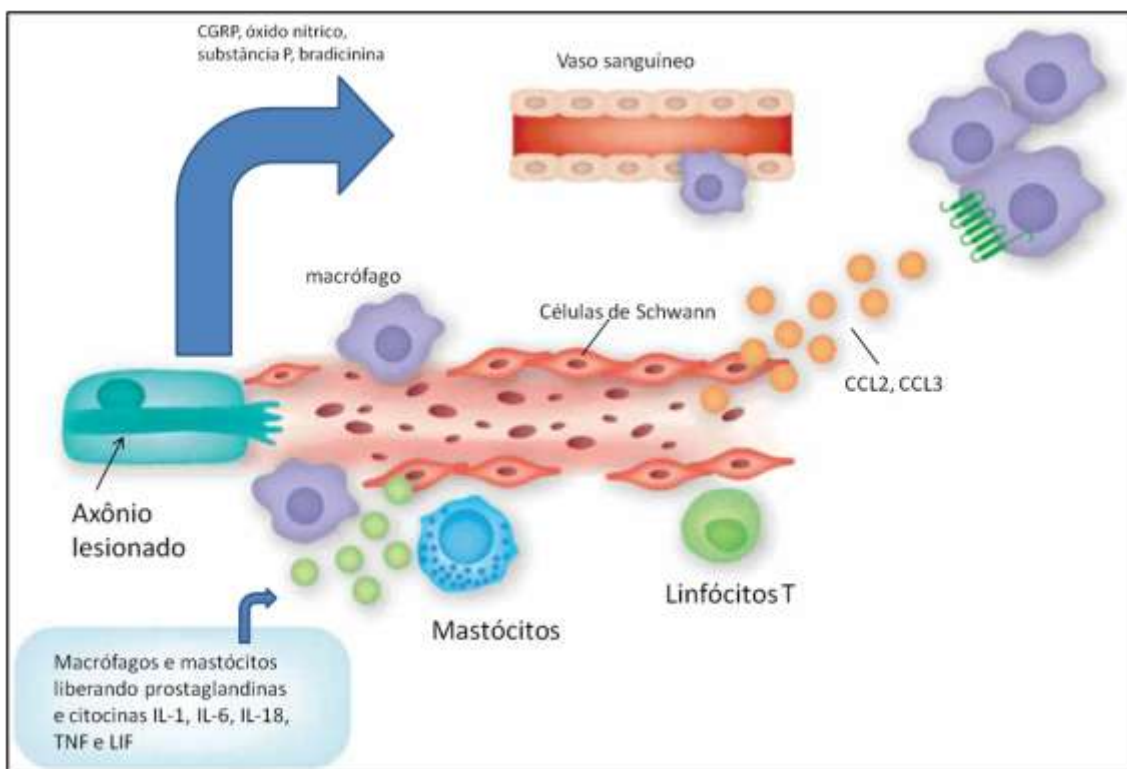 CGRP, óxido nítrico,
substância P, bradicinina
Vaso sanguíneo
macrófago
Células de Schwann
CCL2, CCL3
Axônio
lesionado
Linfócitos T
Mastócitos
Macrófagos e mastócitos
liberando prostaglandinas
e citocinas IL-1, IL-6, IL-18,
TNF e LIF